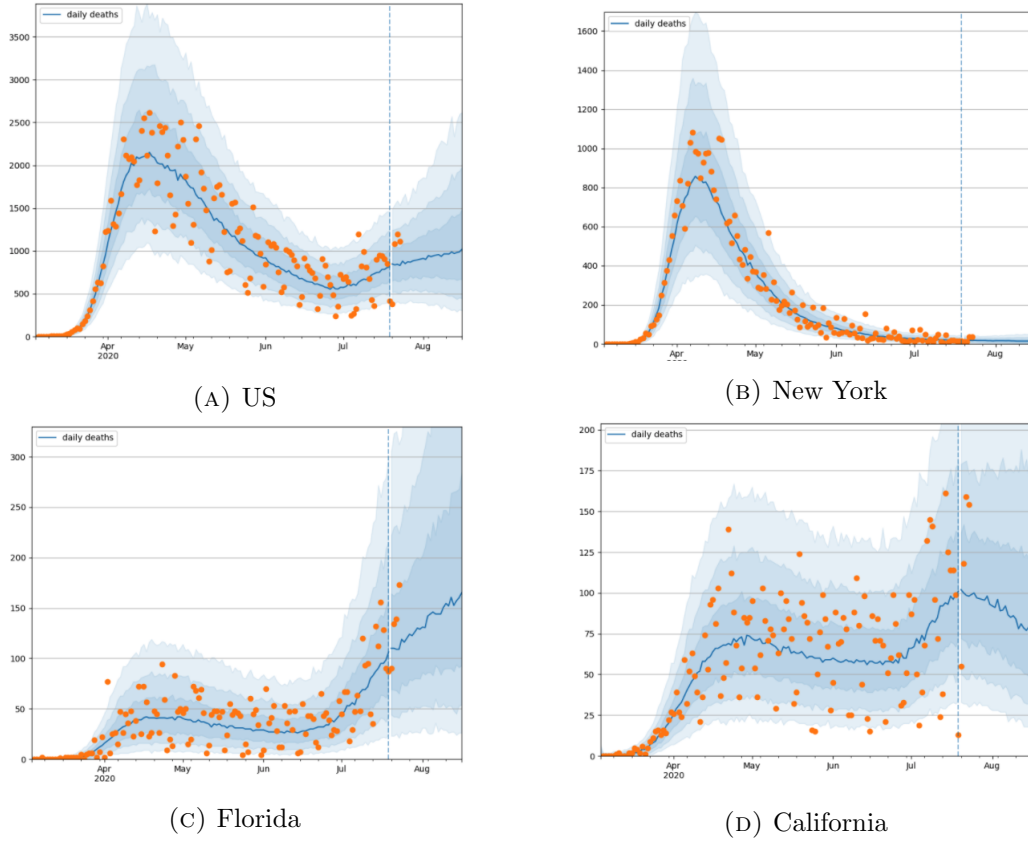 daily deaths
3500
3000
2500
2000
1500
1000
500
0
Apr
2020
May
Jun
Jul
Aug
(A) US
daily deaths
1600
1400
1200
1000
800
600
400
200
0
Apr
May
Jun
Jul
Aug
(B) New York
daily deaths
300
250
200
150
100
50
0
Apr
2020
May
Jun
Jul
Aug
(C) Florida
daily deaths
200
175
150
125
100
75
50
25
0
Apr
2020
May
Jun
Jul
Aug
(D) California